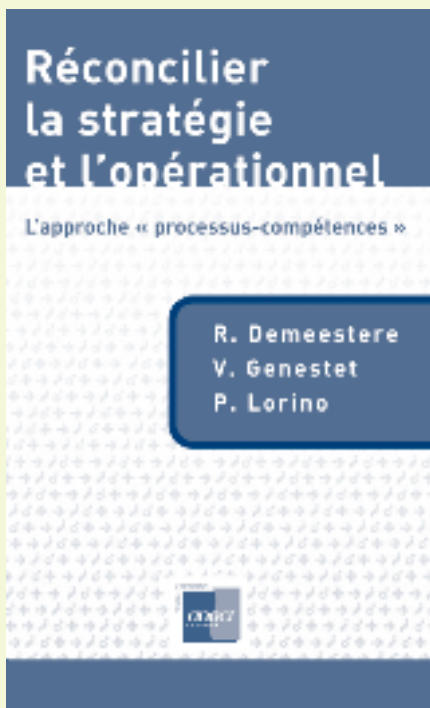 Réconcilier
la stratégie
et l'opérationnel
L'approche « processus-compétences »
R. Demeestere
V. Genestet
P. Lorino